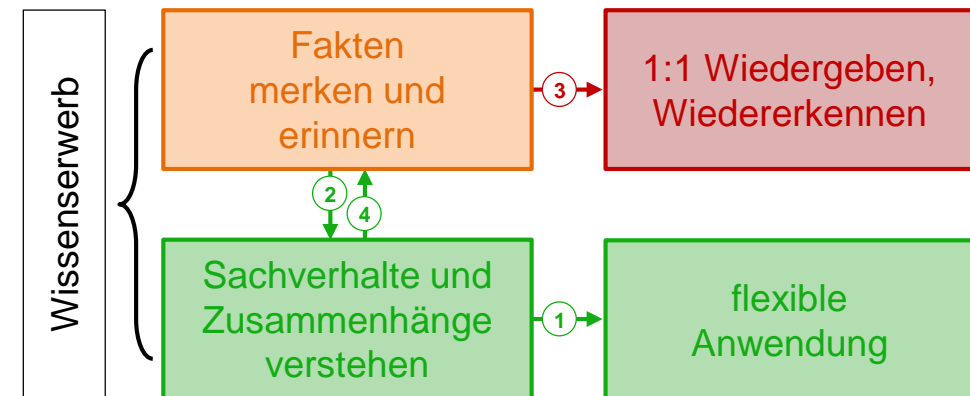 Wissenserwerb
Fakten
merken und
erinnern
3
1:1 Wiedergeben,
Wiedererkennen
2
4
Sachverhalte und
Zusammenhänge
verstehen
1
flexible
Anwendung